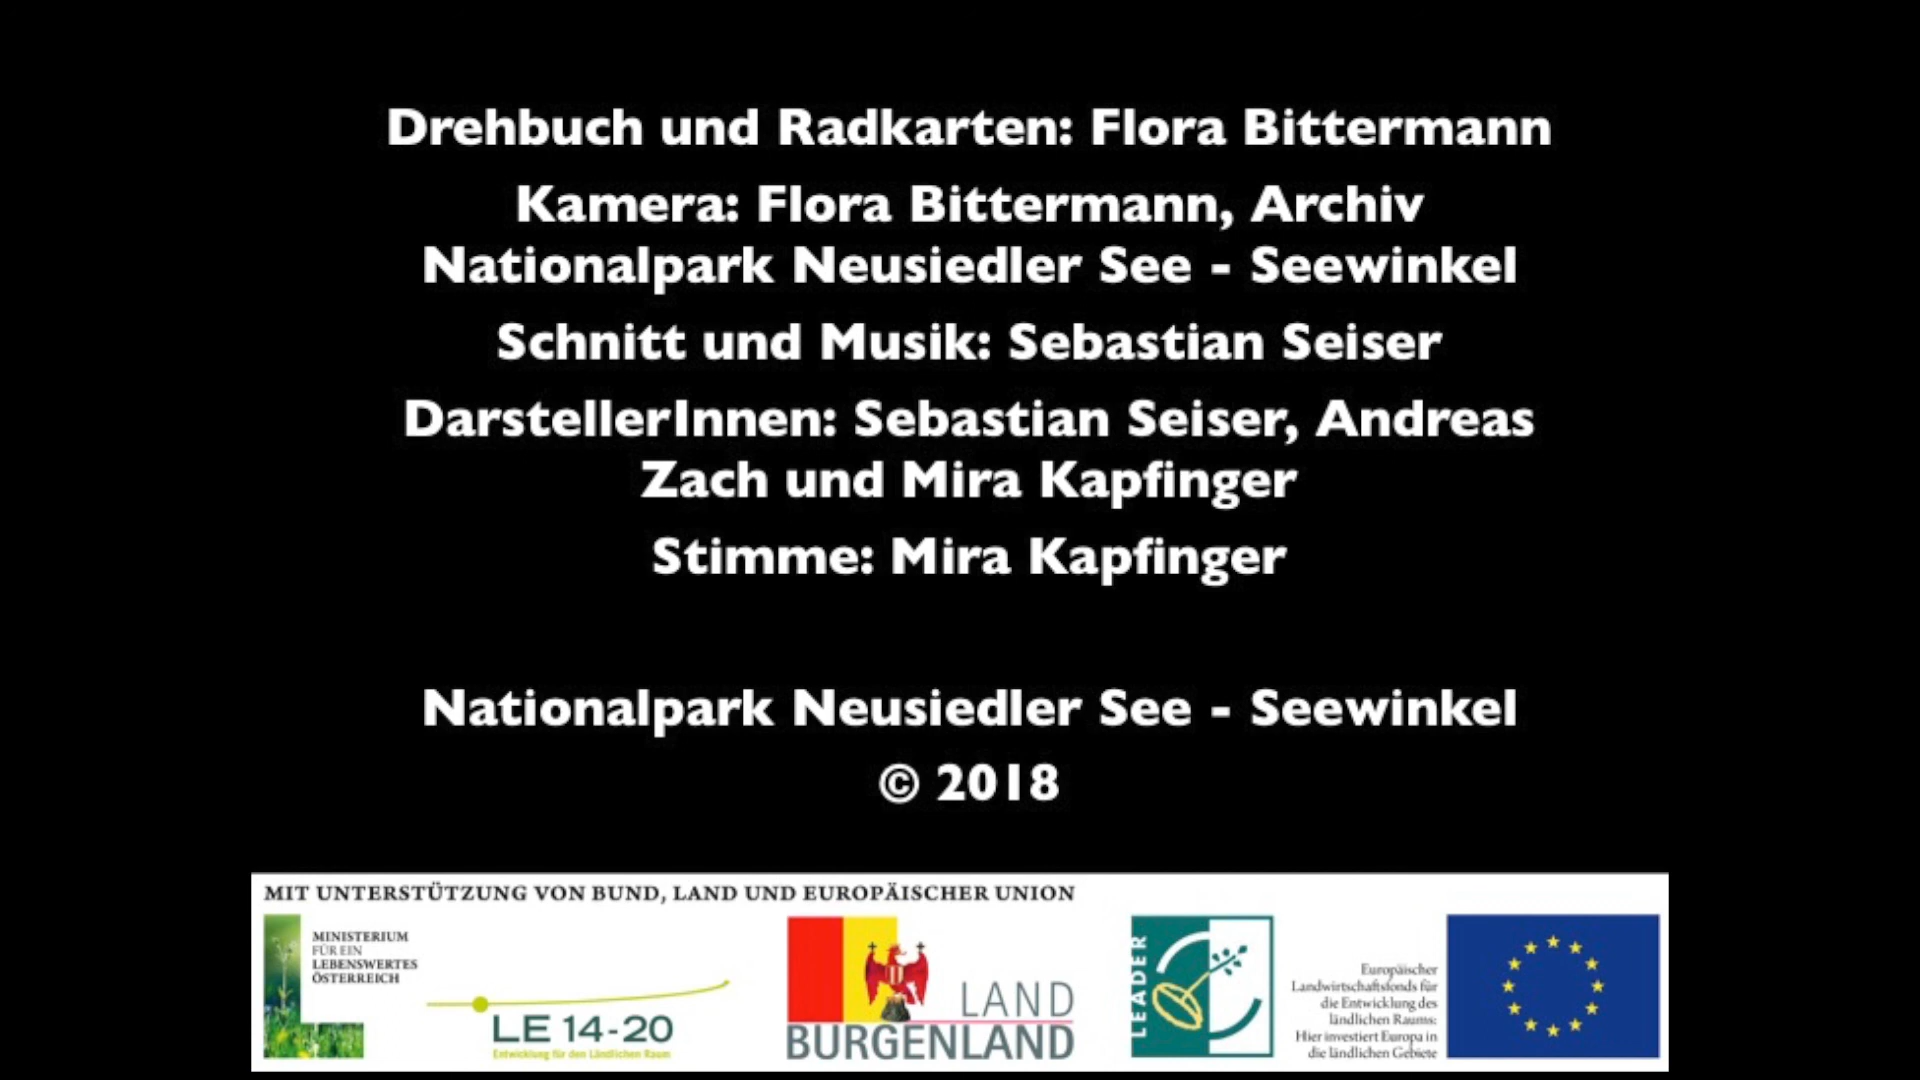 Drehbuch und Radkarten: Flora Bittermann
Kamera: Flora Bittermann, Archiv
Nationalpark Neusiedler See - Seewinkel
Schnitt und Musik: Sebastian Seiser
DarstellerInnen: Sebastian Seiser, Andreas
Zach und Mira Kapfinger
Stimme: Mira Kapfinger
Nationalpark Neusiedler See - Seewinkel
© 2018
MIT UNTERSTÜTZUNG VON BUND, LAND UND EUROPÄISCHER UNION
MINISTERIUM
FÜR EIN
LEBENSWERTES
ÖSTERREICH
LE 14-20
Entwicklung für den Ländlichen Raum
LAND
BURGENLAND
LEADER
Europäischer
Landwirtschaftsfonds für
die Entwicklung des
ländlichen Raums:
Hier investiert Europa in
die ländlichen Gebiete